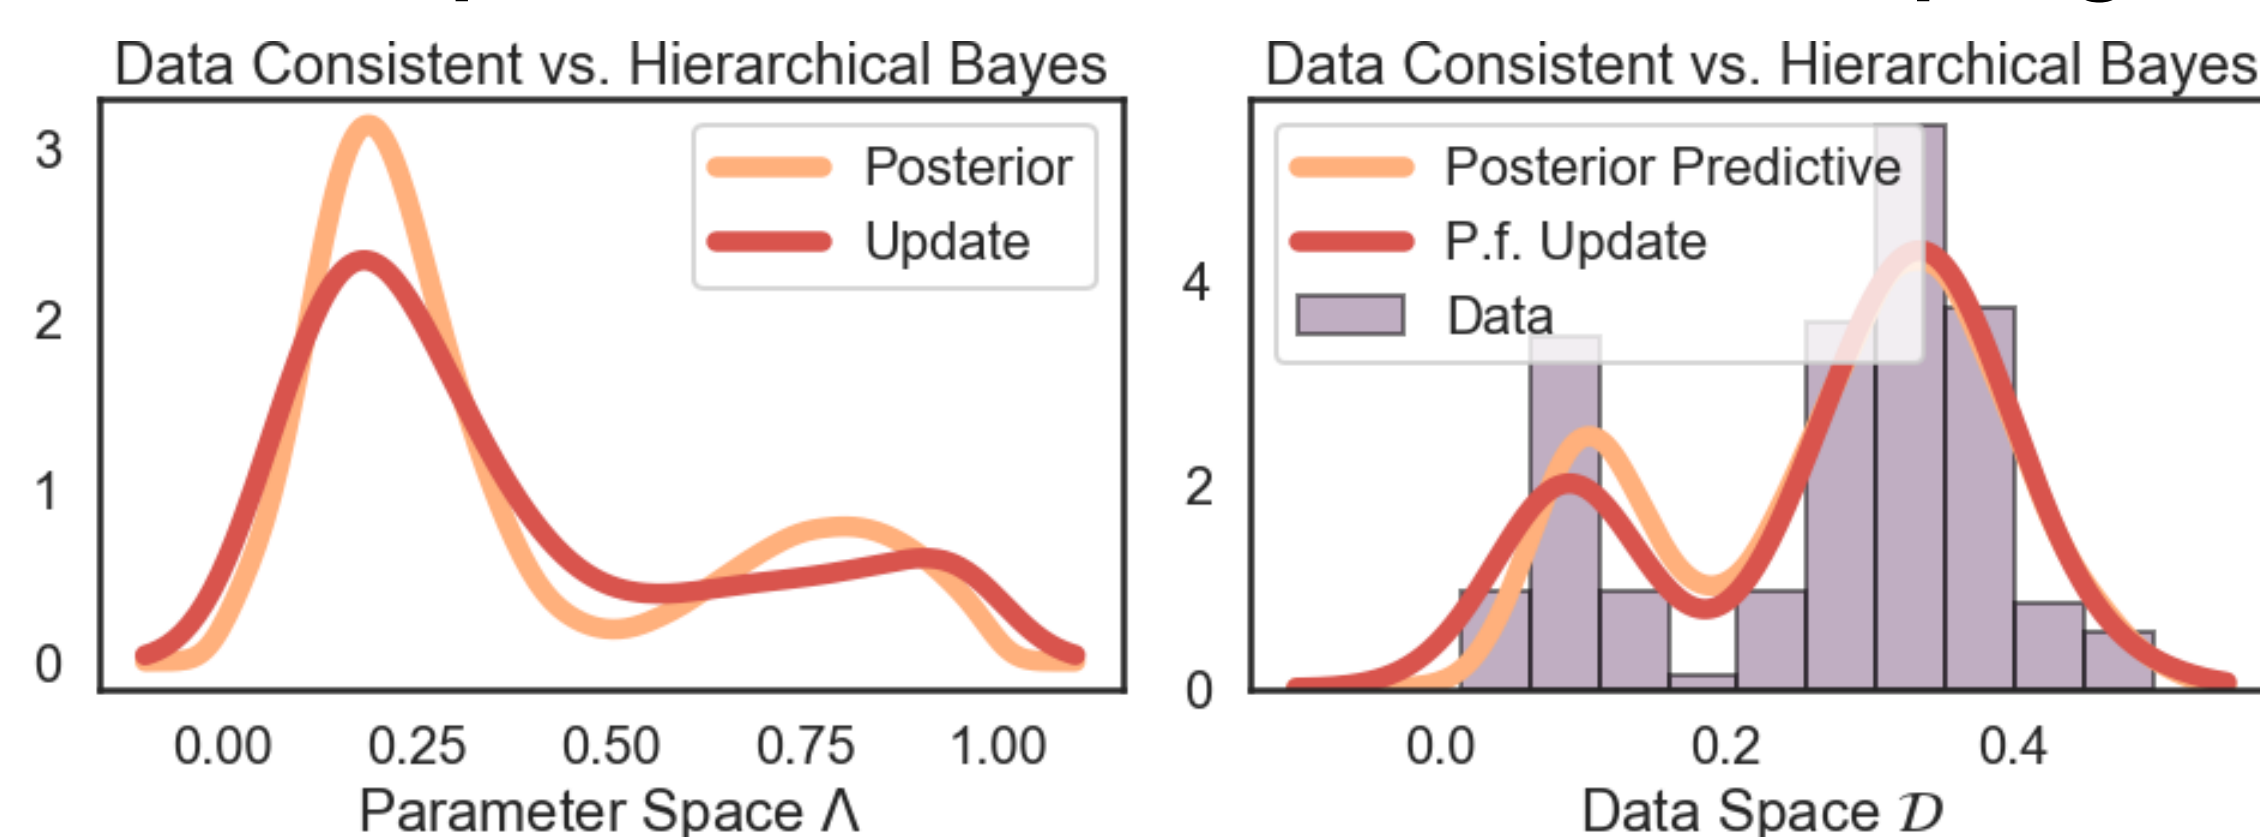 Data Consistent vs. Hierarchical Bayes
3
2
1
0
Posterior
Update
0.00 0.25 0.50 0.75 1.00
Parameter Space Λ
Data Consistent vs. Hierarchical Bayes
4
2
0
Posterior Predictive
P.f. Update
Data
0.0 0.2 0.4
Data Space 𝒟